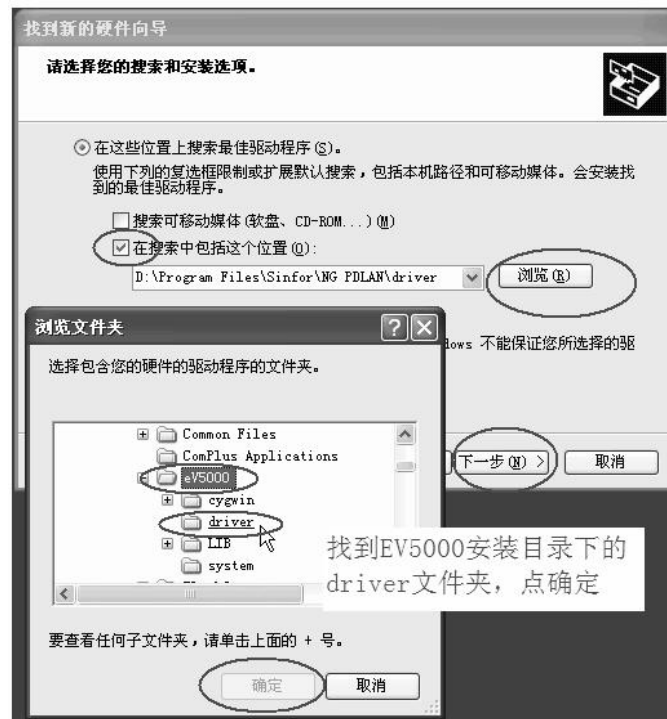 找到新的硬件向导
请选择您的搜索和安装选项。
在这些位置上搜索最佳驱动程序(S)。
使用下列的复选框限制或扩展默认搜索，包括本机路径和可移动媒体。会安装找
到的最佳驱动程序。
搜索可移动媒体(软盘、CD-ROM...)(M)
在搜索中包括这个位置(O):
D:\Program Files\Sinfor\NG PDLAN\driver
浏览(R)
dows 不能保证您所选择的驱
下一步(N) >
取消
浏览文件夹
选择包含您的硬件的驱动程序的文件夹。
Common Files
ComPlus Applications
eV5000
cygwin
driver
LIB
system
要查看任何子文件夹，请单击上面的 + 号。
确定
取消
找到EV5000安装目录下的
driver文件夹，点确定